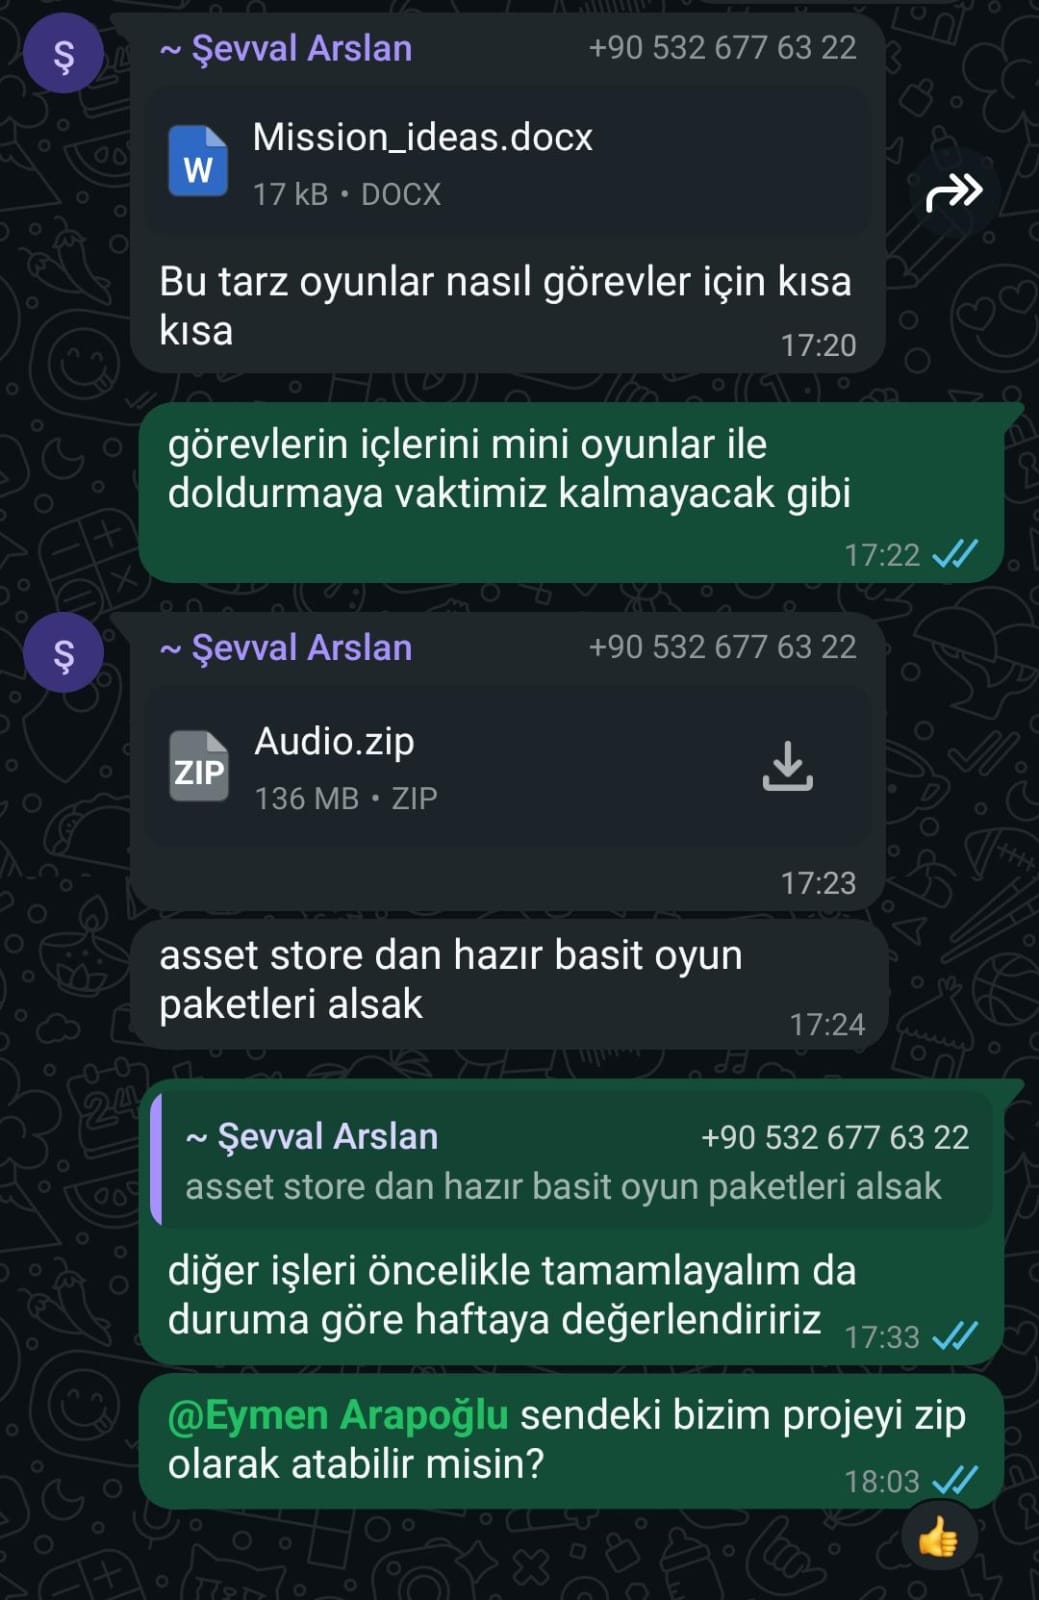 Ş
~ Şevval Arslan +90 532 677 63 22
W
Mission_ideas.docx
17 kB • DOCX
Bu tarz oyunlar nasıl görevler için kısa
kısa
17:20
görevlerin içlerini mini oyunlar ile
doldurmaya vaktimiz kalmayacak gibi
17:22
Ş
~ Şevval Arslan +90 532 677 63 22
ZIP
Audio.zip
136 MB • ZIP
17:23
asset store dan hazır basit oyun
paketleri alsak
17:24
~ Şevval Arslan +90 532 677 63 22
asset store dan hazır basit oyun paketleri alsak
diğer işleri öncelikle tamamlayalım da
duruma göre haftaya değerlendiririz
17:33
@Eymen Arapoğlu sendeki bizim projeyi zip
olarak atabilir misin?
18:03